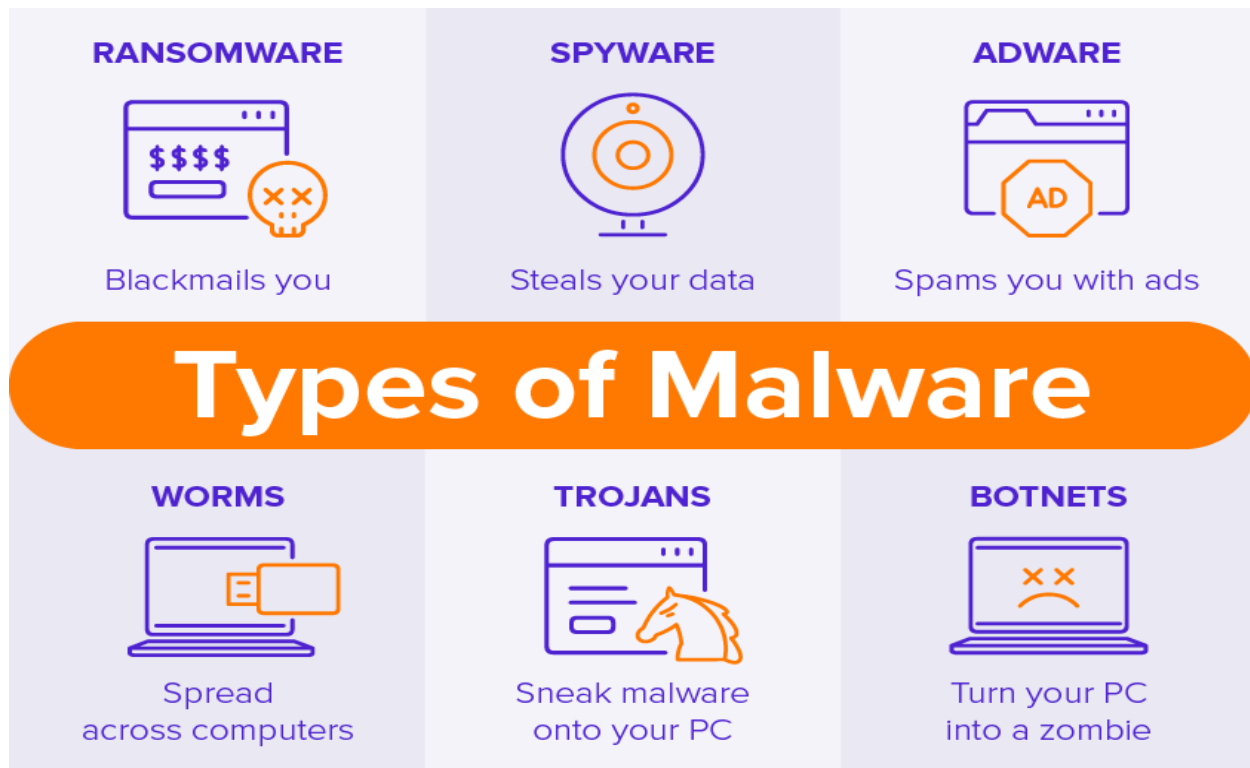 RANSOMWARE
SPYWARE
ADWARE
$$$$
AD
Blackmails you
Steals your data
Spams you with ads
Types of Malware
WORMS
TROJANS
BOTNETS
Spread
across computers
Sneak malware
onto your PC
Turn your PC
into a zombie